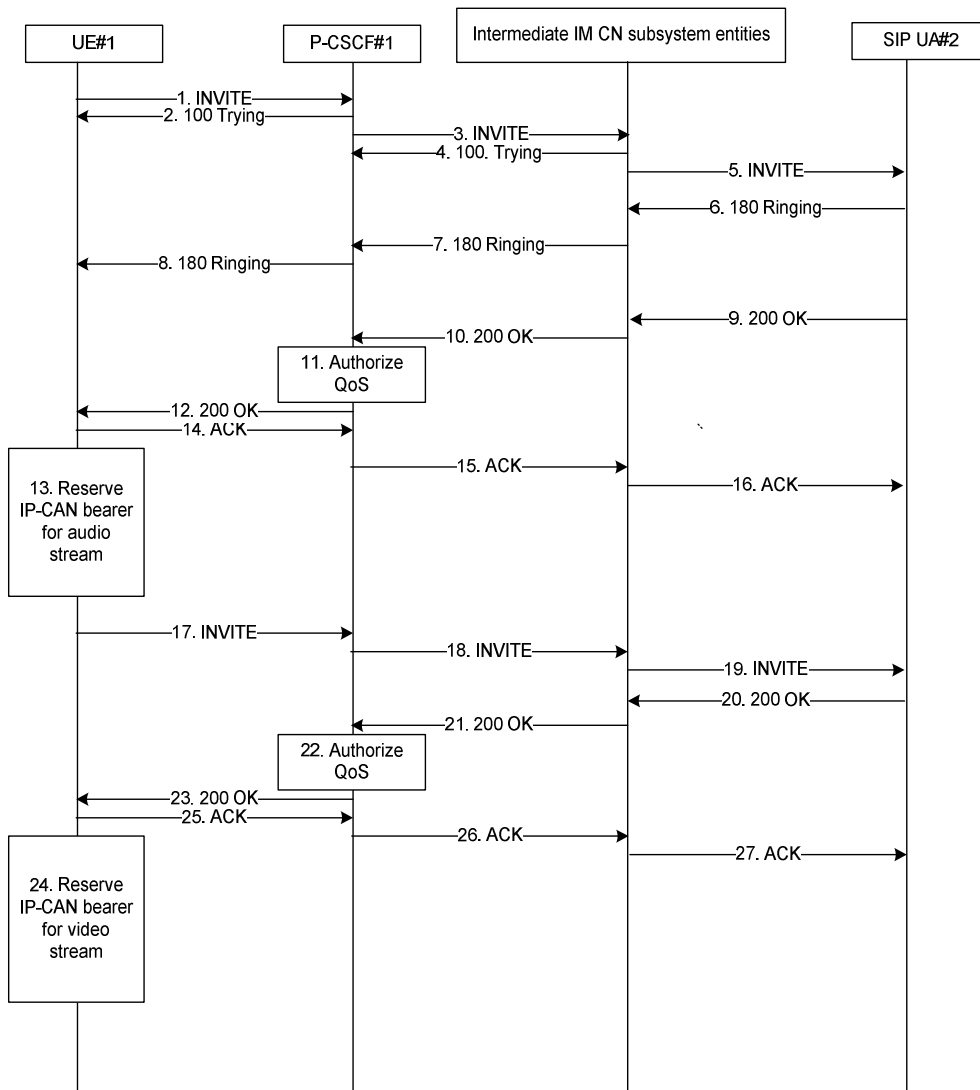 UE#1
P-CSCF#1
Intermediate IM CN subsystem entities
SIP UA#2
1. INVITE
2. 100 Trying
3. INVITE
4. 100. Trying
5. INVITE
6. 180 Ringing
7. 180 Ringing
8. 180 Ringing
9. 200 OK
10. 200 OK
11. Authorize
QoS
12. 200 OK
14. ACK
15. ACK
16. ACK
13. Reserve
IP-CAN bearer
for audio
stream
17. INVITE
18. INVITE
19. INVITE
20. 200 OK
21. 200 OK
22. Authorize
QoS
23. 200 OK
25. ACK
26. ACK
27. ACK
24. Reserve
IP-CAN bearer
for video
stream